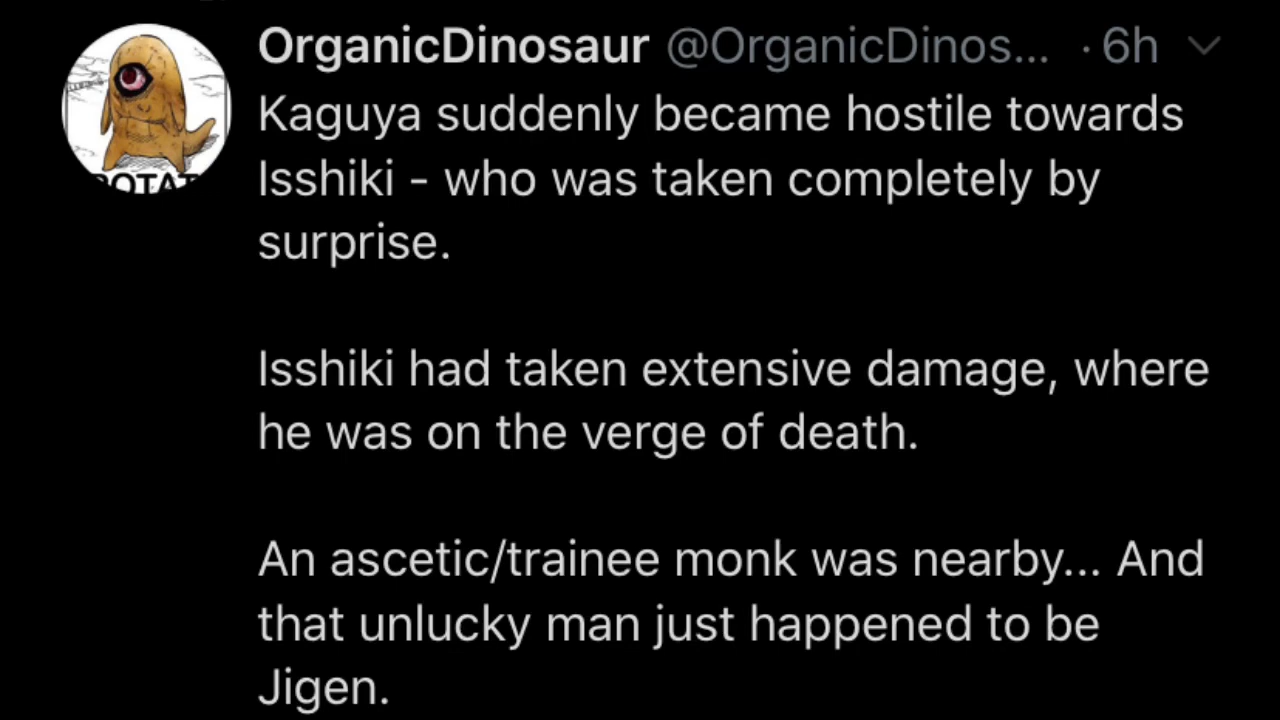 OrganicDinosaur @OrganicDinos... · 6h
Kaguya suddenly became hostile towards
Isshiki - who was taken completely by
surprise.
Isshiki had taken extensive damage, where
he was on the verge of death.
An ascetic/trainee monk was nearby... And
that unlucky man just happened to be
Jigen.